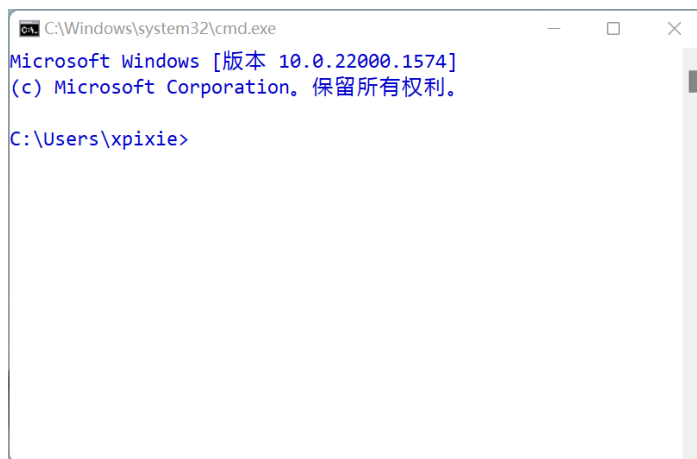 C:\Windows\system32\cmd.exe
Microsoft Windows [版本 10.0.22000.1574]
(c) Microsoft Corporation。保留所有权利。
C:\Users\xpixie>